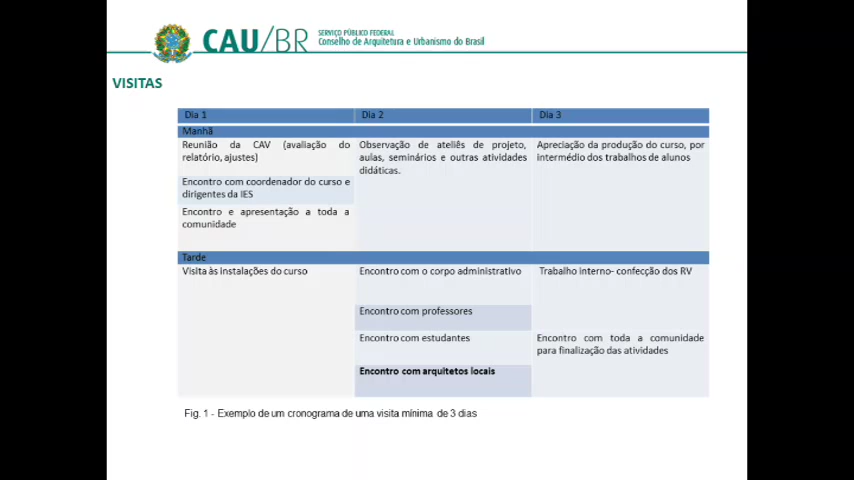 CAU/BR
SERVIÇO PÚBLICO FEDERAL
Conselho de Arquitetura e Urbanismo do Brasil
VISITAS
Dia 1 Dia 2 Dia 3
Manhã
Reunião da CAV (avaliação do
relatório, ajustes)
Encontro com coordenador do curso e
dirigentes da IES
Encontro e apresentação a toda a
comunidade
Observação de ateliês de projeto,
aulas, seminários e outras atividades
didáticas.
Apreciação da produção do curso, por
intermédio dos trabalhos de alunos
Tarde
Visita às instalações do curso
Encontro com o corpo administrativo
Encontro com professores
Encontro com estudantes
Encontro com arquitetos locais
Trabalho interno- confecção dos RV
Encontro com toda a comunidade
para finalização das atividades
Fig. 1 - Exemplo de um cronograma de uma visita mínima de 3 dias